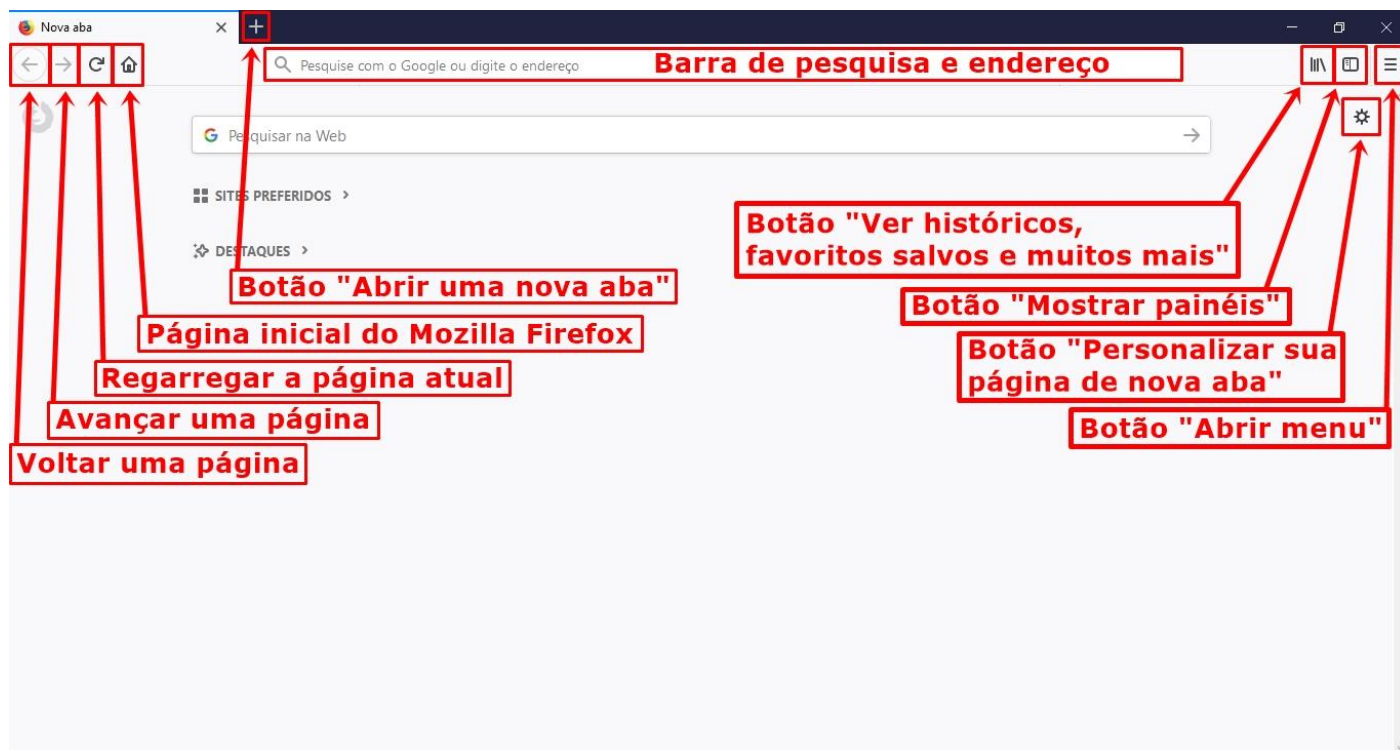 Nova aba
Pesquise com o Google ou digite o endereço
Barra de pesquisa e endereço
Pesquisar na Web
SITES PREFERIDOS
DESTAQUES
Botão "Ver históricos,
favoritos salvos e muitos mais"
Botão "Abrir uma nova aba"
Botão "Mostrar painéis"
Página inicial do Mozilla Firefox
Botão "Personalizar sua
página de nova aba"
Regarregar a página atual
Avançar uma página
Botão "Abrir menu"
Voltar uma página